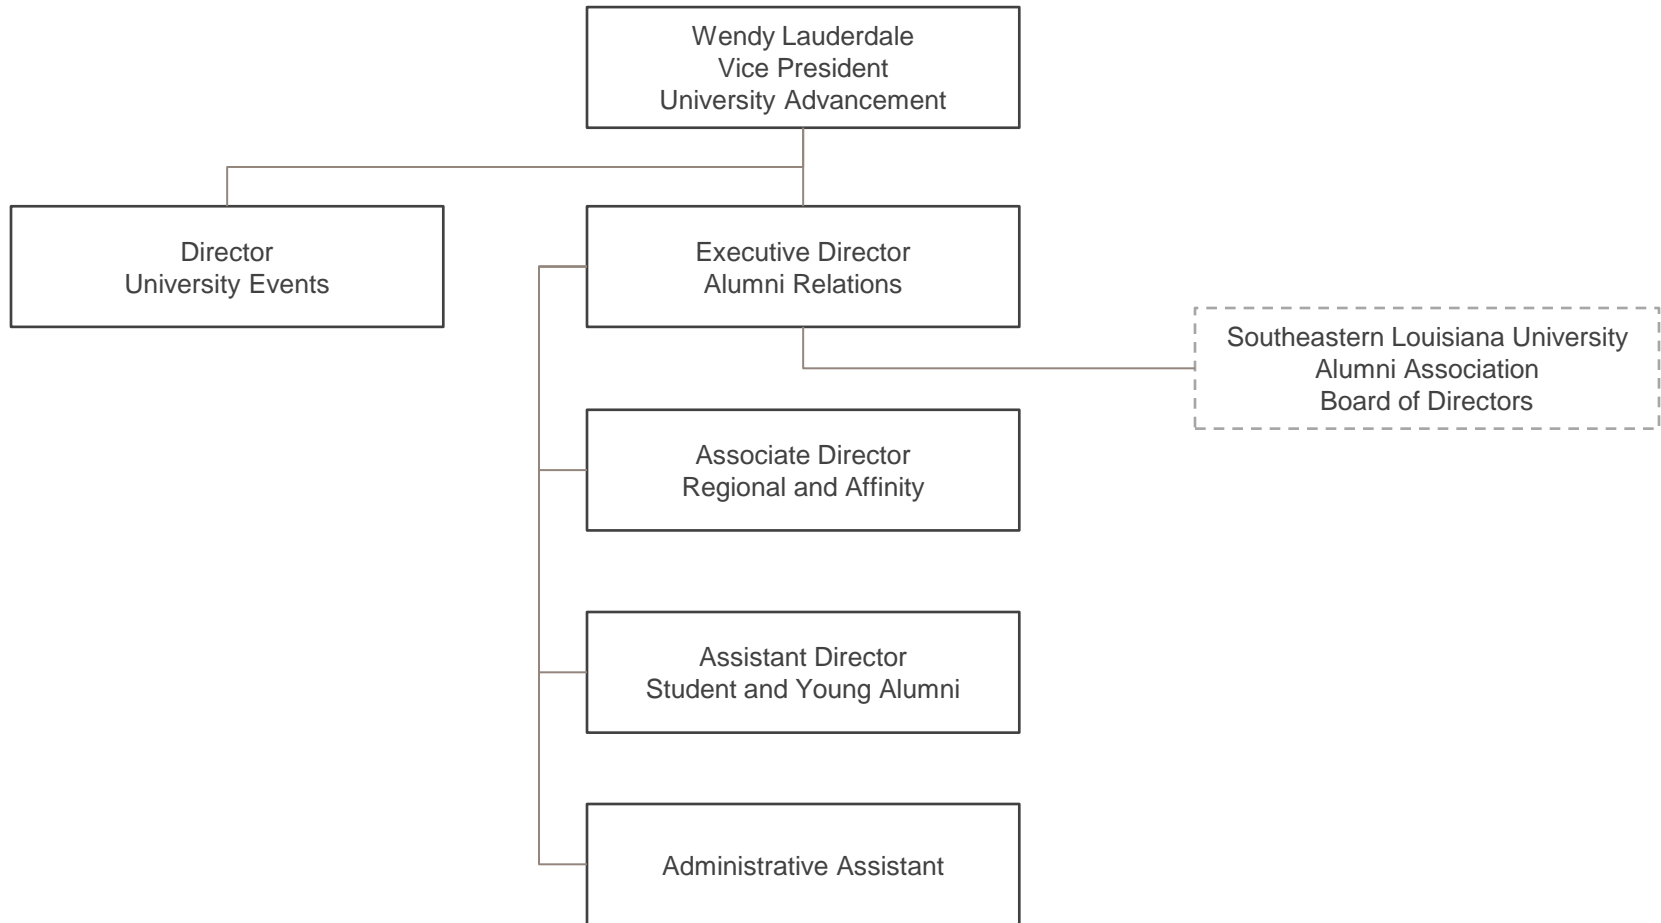 Wendy Lauderdale
Vice President
University Advancement
Director
University Events
Executive Director
Alumni Relations
Southeastern Louisiana University
Alumni Association
Board of Directors
Associate Director
Regional and Affinity
Assistant Director
Student and Young Alumni
Administrative Assistant